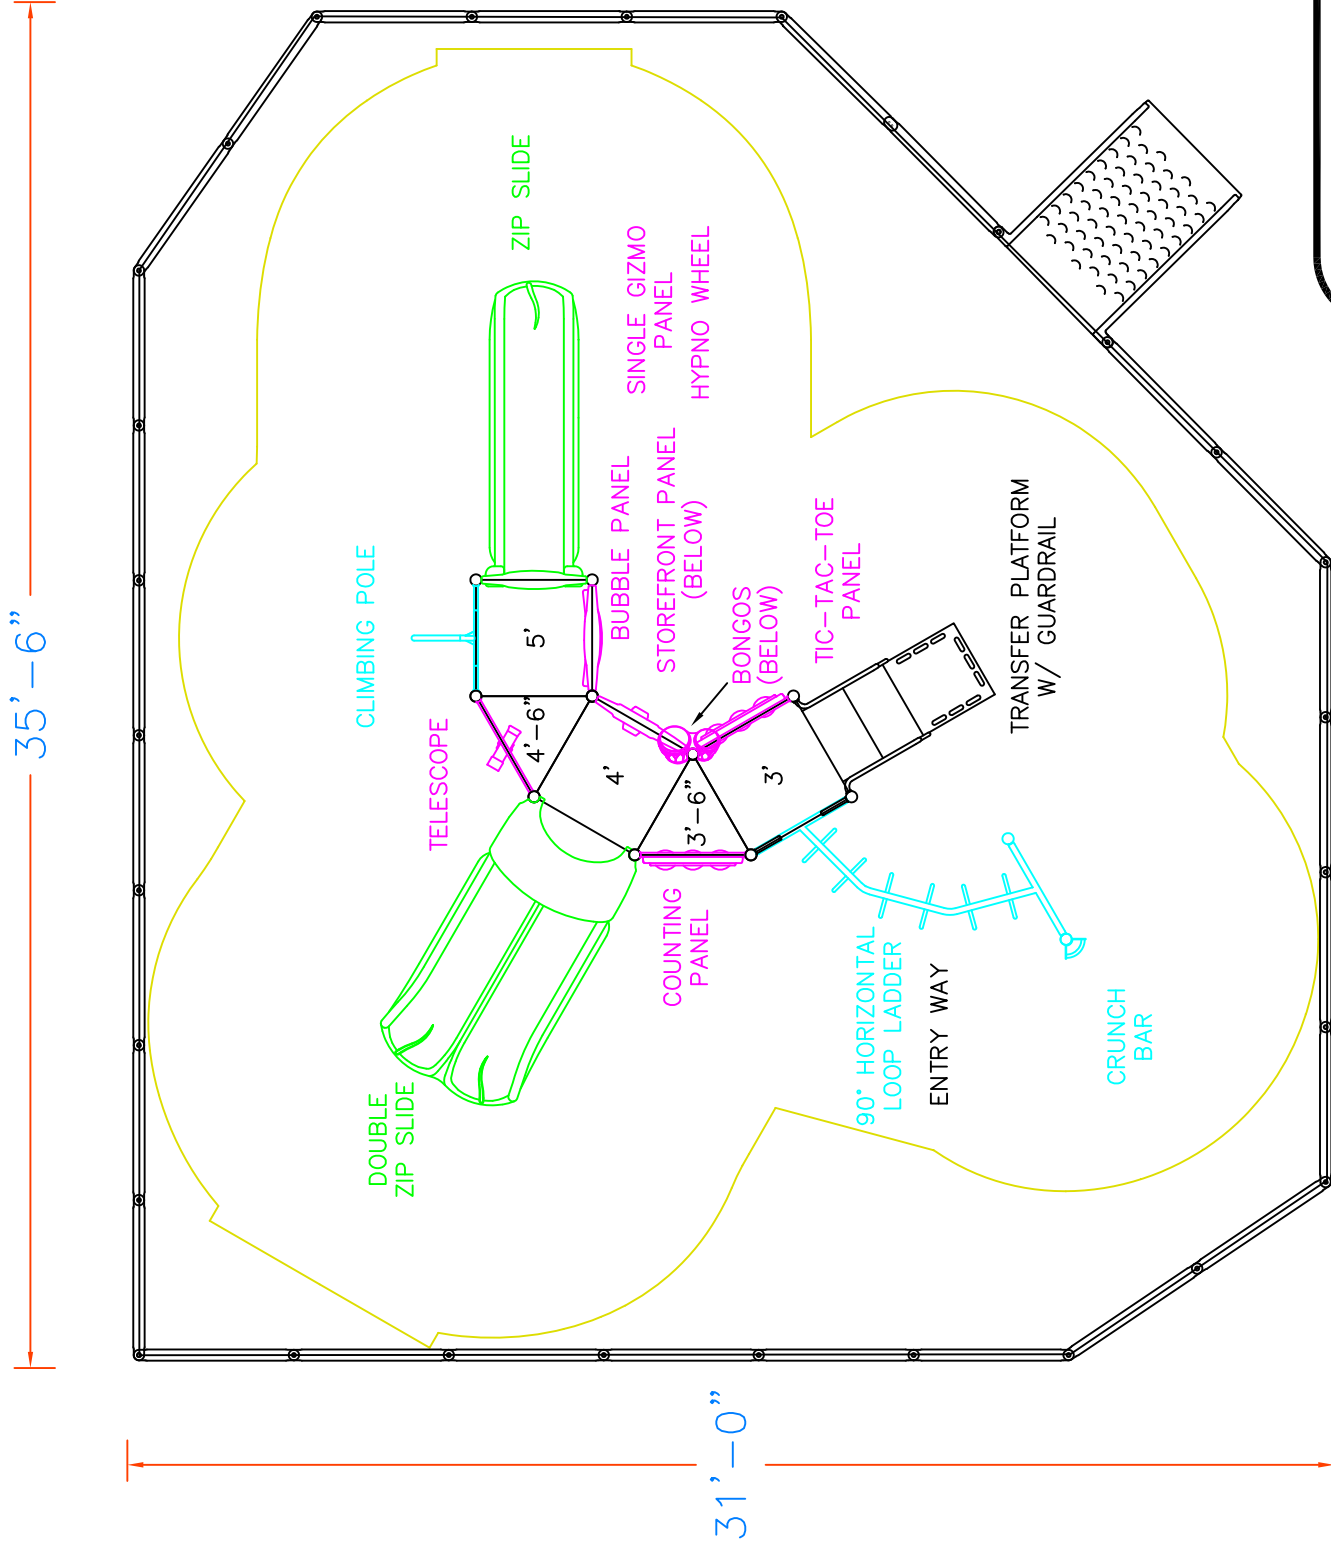 35'-6"
31'-0"
CLIMBING POLE
TELESCOPE
DOUBLE
ZIP SLIDE
ZIP SLIDE
SINGLE GIZMO
PANEL
HYPNO WHEEL
BUBBLE PANEL
STOREFRONT PANEL
(BELOW)
BONGOS
(BELOW)
TIC-TAC-TOE
PANEL
TRANSFER PLATFORM
W/ GUARDRAIL
5'
4'-6"
4'
3'-6"
3'
COUNTING
PANEL
90° HORIZONTAL
LOOP LADDER
ENTRY WAY
CRUNCH
BAR